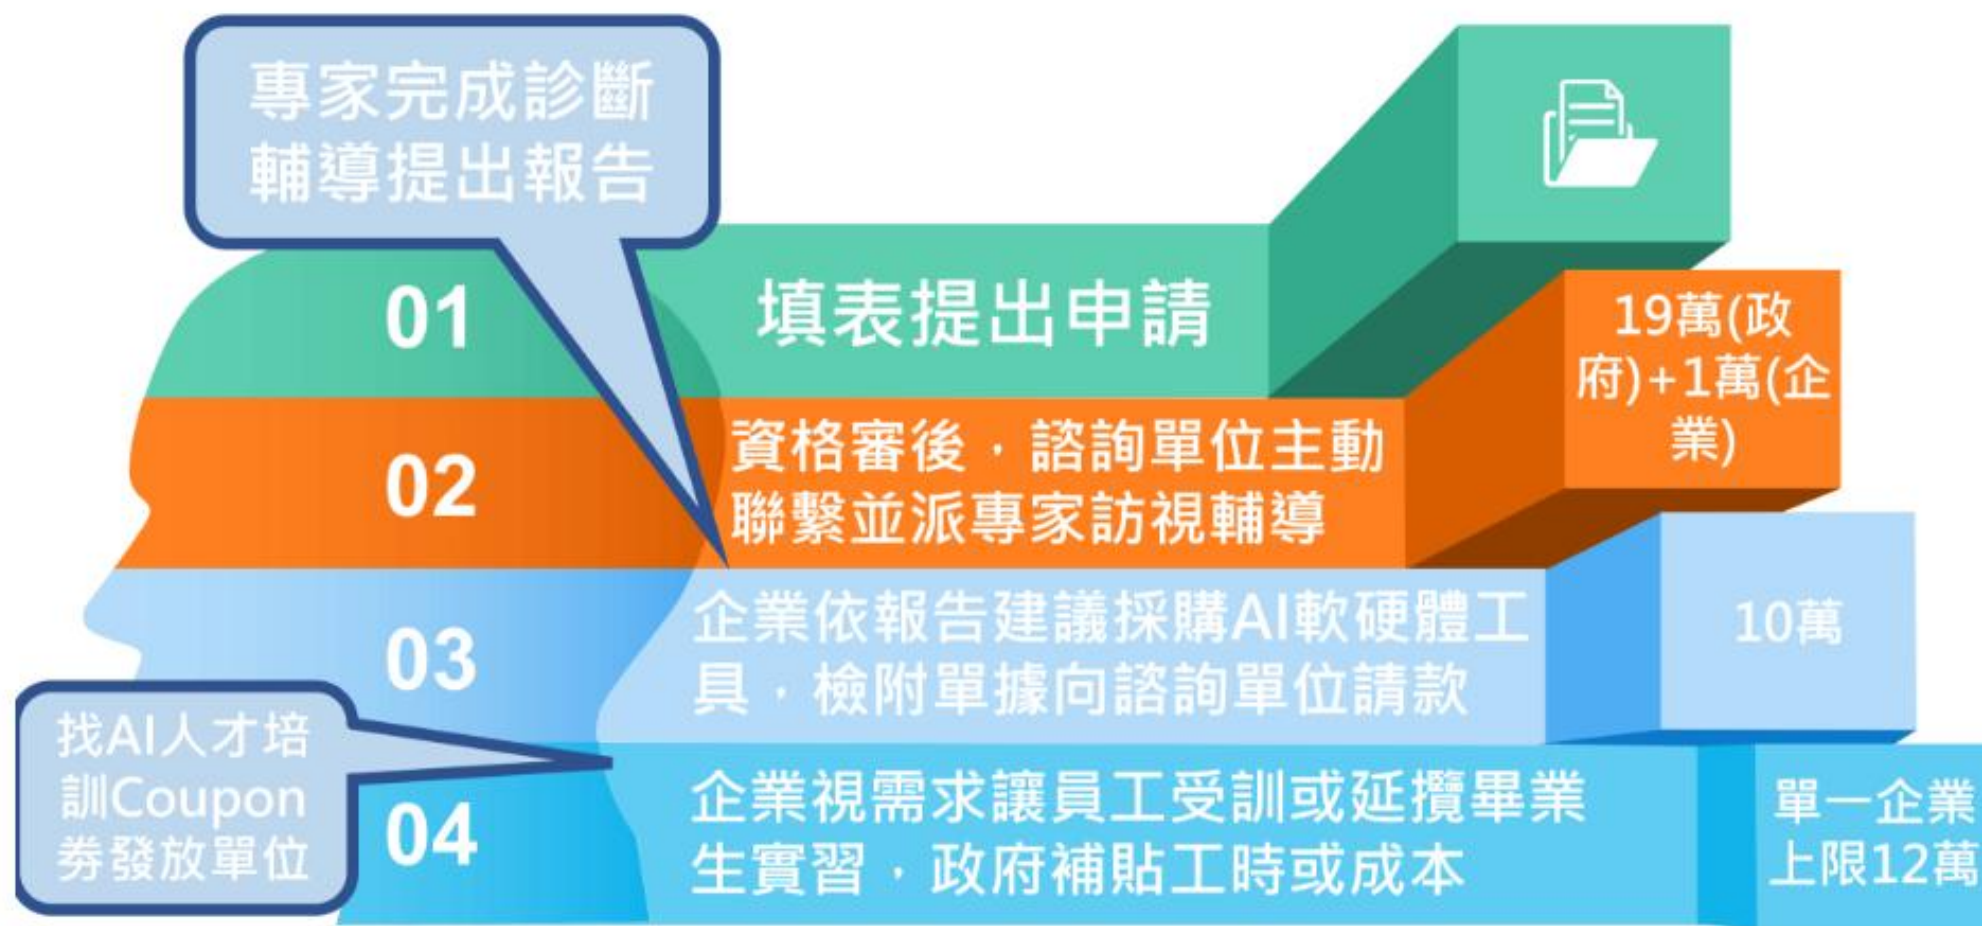 專家完成診斷
輔導提出報告
01
填表提出申請
02
資格審後，諮詢單位主動
聯繫並派專家訪視輔導
19萬(政
府)+1萬(企
業)
03
企業依報告建議採購AI軟硬體工
具，檢附單據向諮詢單位請款
10萬
找AI人才培
訓Coupon
券發放單位
04
企業視需求讓員工受訓或延攬畢業
生實習，政府補貼工時或成本
單一企業
上限12萬